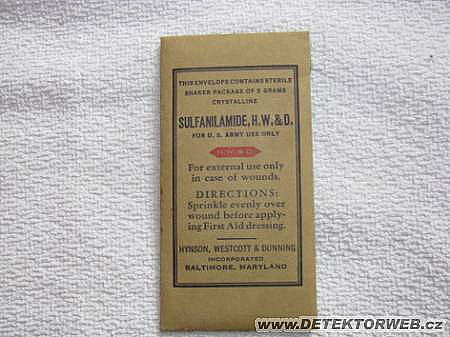 THIS ENVELOPE CONTAINS STERILE
SHAKER PACKAGE OF 5 GRAMS
CRYSTALLINE
SULFANILAMIDE, H.W.&D.
FOR U. S. ARMY USE ONLY
H.W.& D.
For external use only
in case of wounds.
DIRECTIONS:
Sprinkle evenly over
wound before apply-
ing First Aid dressing.
HYNSON, WESTCOTT & DUNNING
INCORPORATED
BALTIMORE, MARYLAND
WWW.DETEKTORWEB.cz